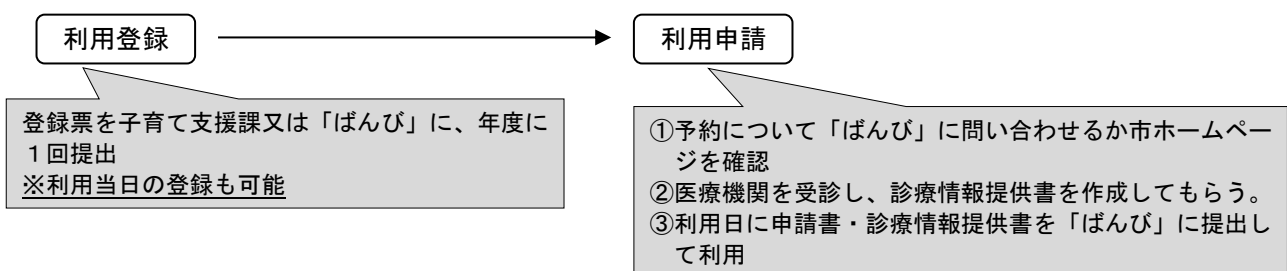 利用登録
利用申請
登録票を子育て支援課又は「ばんび」に、年度に
１回提出
※利用当日の登録も可能
①予約について「ばんび」に問い合わせるか市ホームペー
ジを確認
②医療機関を受診し、診療情報提供書を作成してもらう。
③利用日に申請書・診療情報提供書を「ばんび」に提出し
て利用